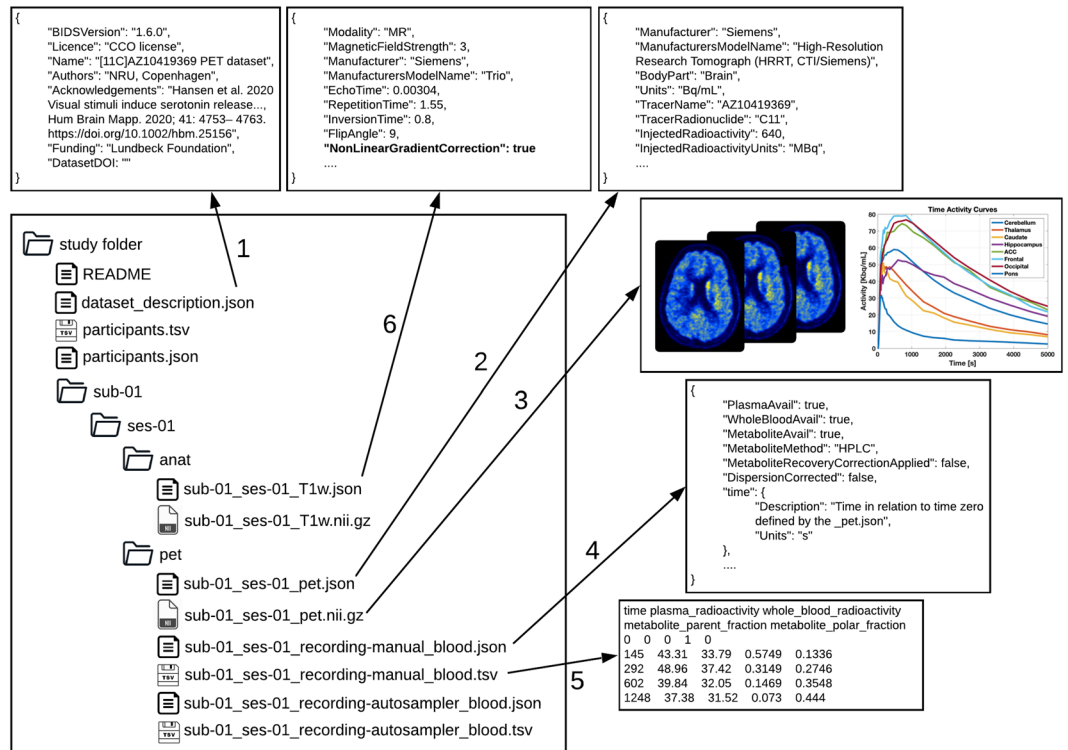 {
"BIDSVersion": "1.6.0",
"Licence": "CCO license",
"Name": "[11C]AZ10419369 PET dataset",
"Authors": "NRU, Copenhagen",
"Acknowledgements": "Hansen et al. 2020
Visual stimuli induce serotonin release...,
Hum Brain Mapp. 2020; 41: 4753– 4763.
https://doi.org/10.1002/hbm.25156",
"Funding": "Lundbeck Foundation",
"DatasetDOI: ""
}
{
"Modality": "MR",
"MagneticFieldStrength": 3,
"Manufacturer": "Siemens",
"ManufacturersModelName": "Trio",
"EchoTime": 0.00304,
"RepetitionTime": 1.55,
"InversionTime": 0.8,
"FlipAngle": 9,
"NonLinearGradientCorrection": true
....
}
{
"Manufacturer": "Siemens",
"ManufacturersModelName": "High-Resolution
Research Tomograph (HRRT, CTI/Siemens)",
"BodyPart": "Brain",
"Units": "Bq/mL",
"TracerName": "AZ10419369",
"TracerRadionuclide": "C11",
"InjectedRadioactivity": 640,
"InjectedRadioactivityUnits": "MBq",
....
}
study folder
README
dataset_description.json
TSV participants.tsv
participants.json
sub-01
ses-01
anat
sub-01_ses-01_T1w.json
NII sub-01_ses-01_T1w.nii.gz
pet
sub-01_ses-01_pet.json
NII sub-01_ses-01_pet.nii.gz
sub-01_ses-01_recording-manual_blood.json
TSV sub-01_ses-01_recording-manual_blood.tsv
sub-01_ses-01_recording-autosampler_blood.json
TSV sub-01_ses-01_recording-autosampler_blood.tsv
1
6
2
3
4
5
Time Activity Curves
Activity [Kbq/mL]
80
70
60
50
40
30
20
10
0
0 1000 2000 3000 4000 5000
Time [s]
Cerebellum
Thalamus
Caudate
Hippocampus
ACC
Frontal
Occipital
Pons
{
"PlasmaAvail": true,
"WholeBloodAvail": true,
"MetaboliteAvail": true,
"MetaboliteMethod": "HPLC",
"MetaboliteRecoveryCorrectionApplied": false,
"DispersionCorrected": false,
"time": {
"Description": "Time in relation to time zero
defined by the _pet.json",
"Units": "s"
},
....
}
time plasma_radioactivity whole_blood_radioactivity
metabolite_parent_fraction metabolite_polar_fraction
0 0 0 1 0
145 43.31 33.79 0.5749 0.1336
292 48.96 37.42 0.3149 0.2746
602 39.84 32.05 0.1469 0.3548
1248 37.38 31.52 0.073 0.444